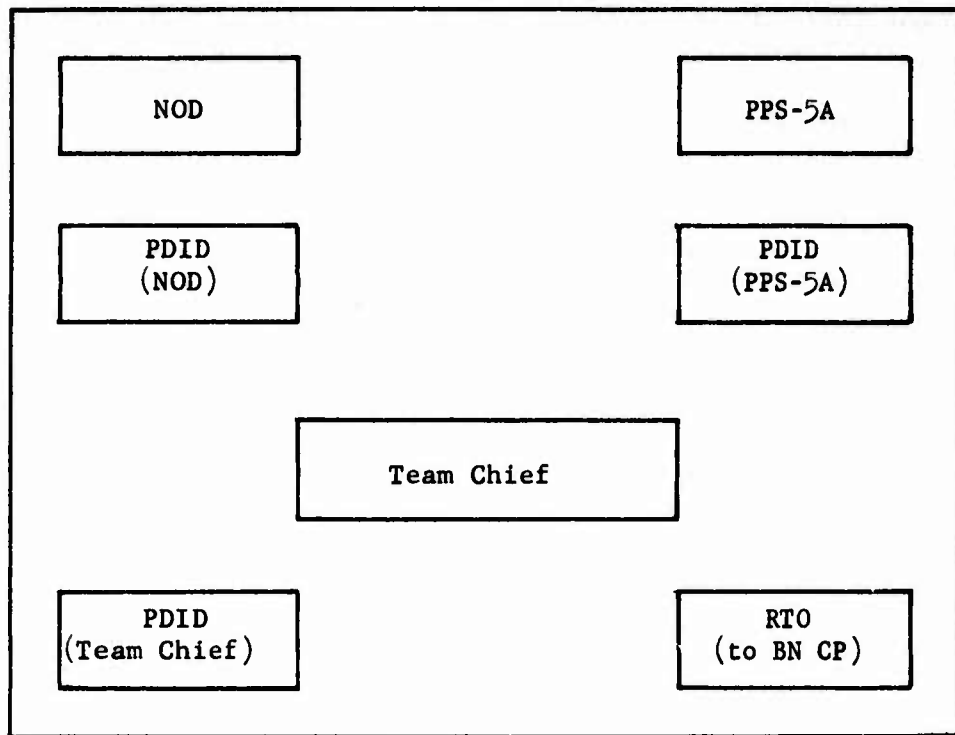 NOD
PPS-5A
PDID
(NOD)
PDID
(PPS-5A)
Team Chief
PDID
(Team Chief)
RTO
(to BN CP)